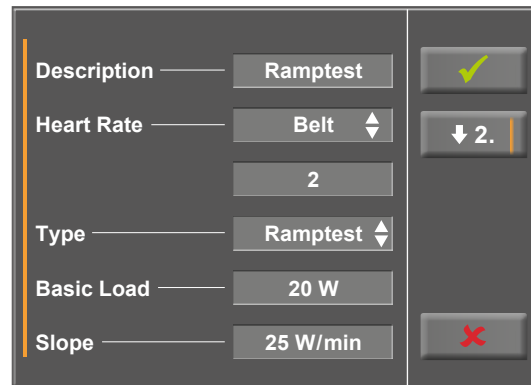 Description Ramptest
Heart Rate Belt
2
Type Ramptest
Basic Load 20 W
Slope 25 W/min
2.